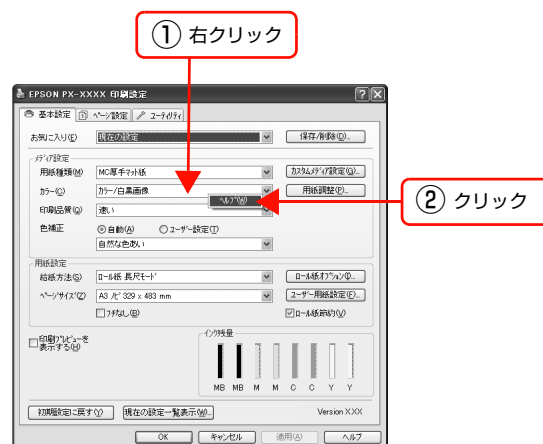 ① 右クリック
EPSON PX-XXXX 印刷設定
基本設定 ページ設定 ユーティリティ
お気に入り(E) 現在の設定 保存/削除(D)...
メディア設定
用紙種類(M) MC厚手マット紙 カスタムメディア設定(G)...
カラー(C) カラー/白黒画像 用紙調整(P)...
ヘルプ(W)
② クリック
印刷品質(Q) 速い
色補正 自動(A) ユーザー設定(T)
自然な色あい
用紙設定
給紙方法(S) ロール紙 長尺モード ロール紙オプション(I)...
ページサイズ(Z) A3 ノビ 329 x 483 mm ユーザー用紙設定(F)...
フチなし(B) ロール紙節約(V)
印刷プレビューを
表示する(H)
インク残量
MB MB M M C C Y Y
初期設定に戻す(Y) 現在の設定一覧表示(W)... Version X.XX
OK キャンセル 適用(A) ヘルプ